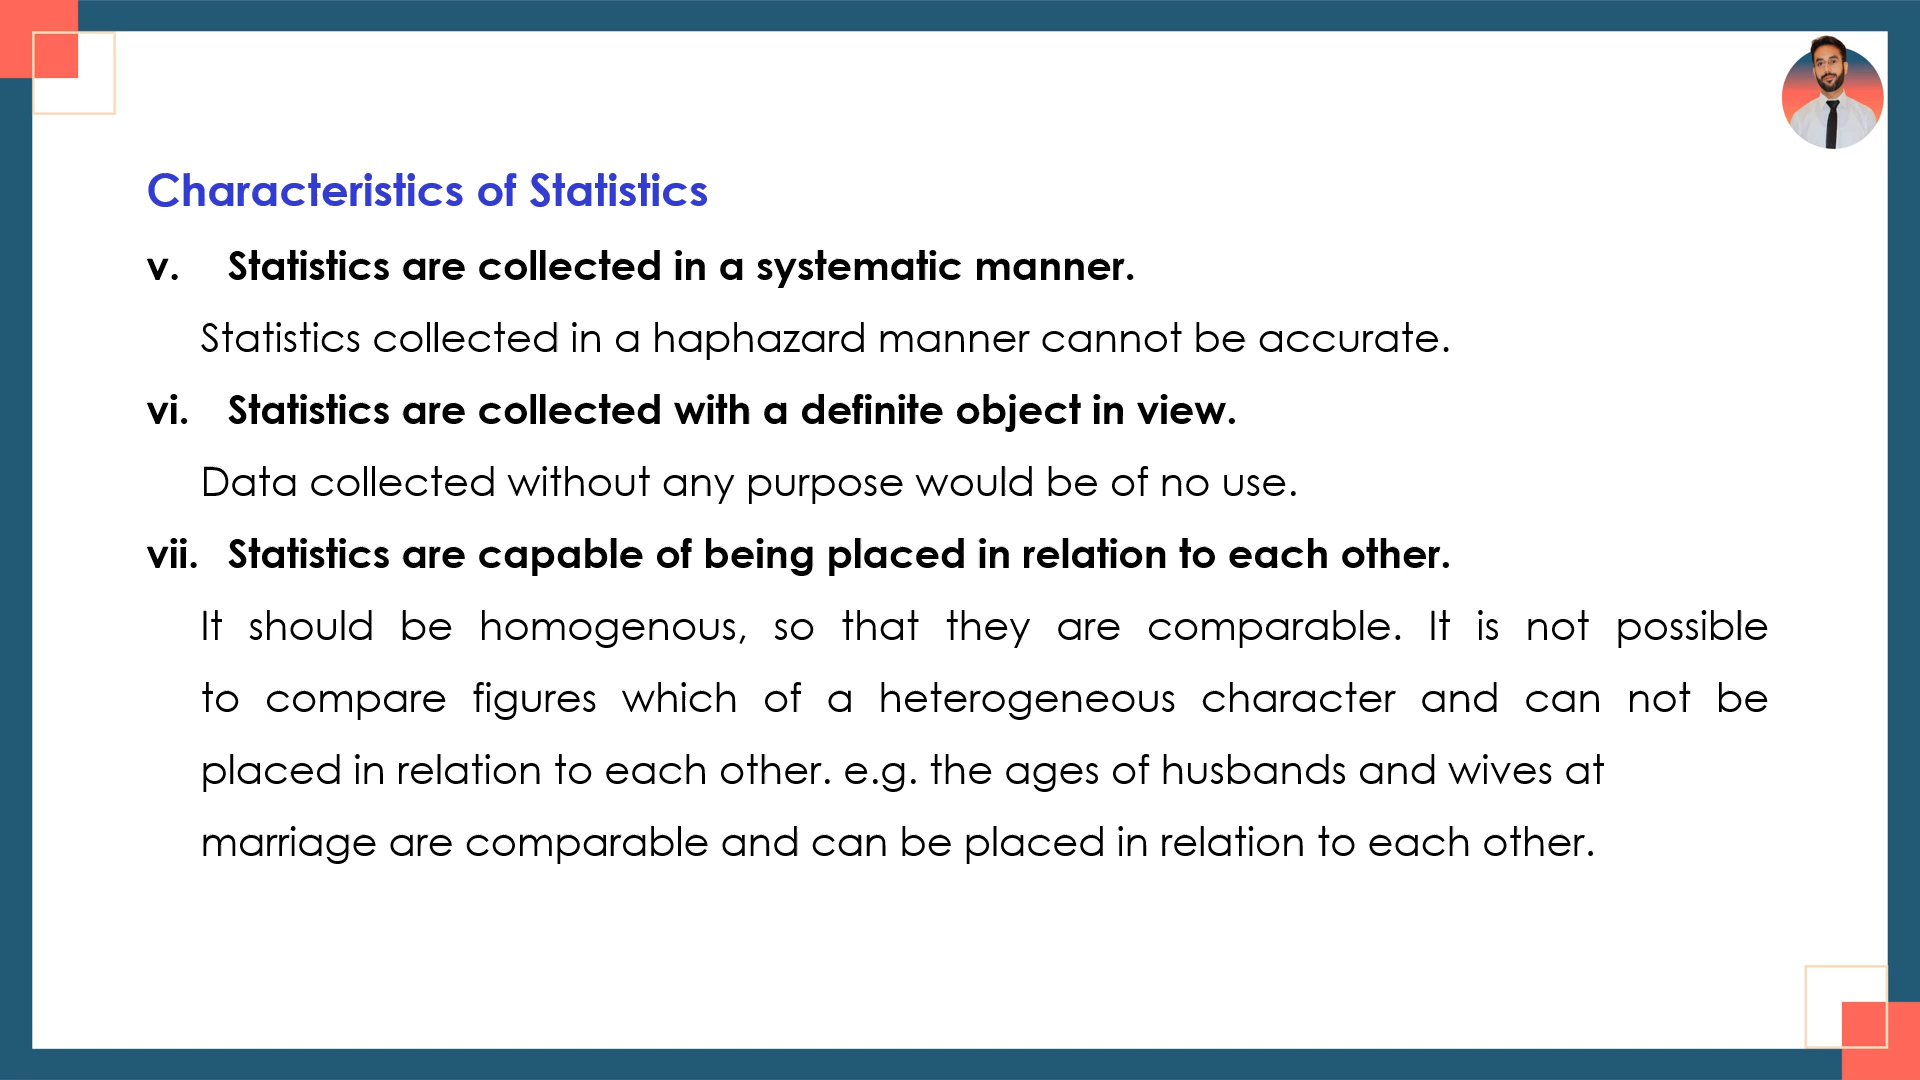 Characteristics of Statistics
v. Statistics are collected in a systematic manner.
Statistics collected in a haphazard manner cannot be accurate.
vi. Statistics are collected with a definite object in view.
Data collected without any purpose would be of no use.
vii. Statistics are capable of being placed in relation to each other.
It should be homogenous, so that they are comparable. It is not possible
to compare figures which of a heterogeneous character and can not be
placed in relation to each other. e.g. the ages of husbands and wives at
marriage are comparable and can be placed in relation to each other.